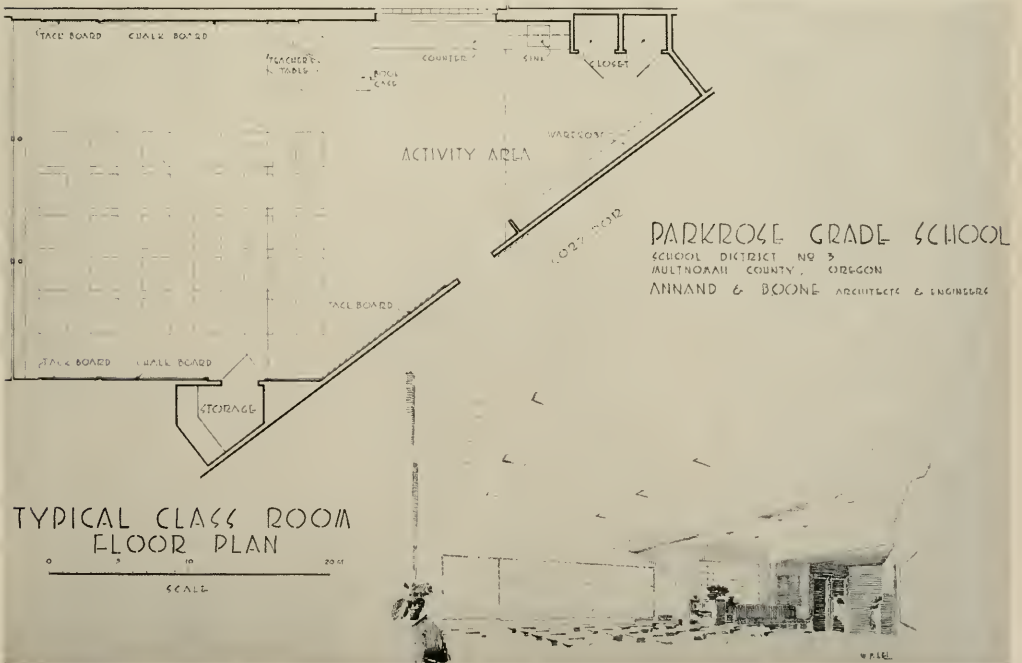 TACK BOARD CHALK BOARD
TEACHER'S TABLE
BOOK CASE
COUNTER
SINK
CLOSET
WARDROBE
ACTIVITY AREA
CORRIDOR
TACK BOARD
TACK BOARD CHALK BOARD
STORAGE
PARKROSE GRADE SCHOOL
SCHOOL DISTRICT NO 3
MULTNOMAH COUNTY, OREGON
ANNAND & BOONE ARCHITECTS & ENGINEERS
TYPICAL CLASS ROOM
FLOOR PLAN
0 5 10 20 FT
SCALE